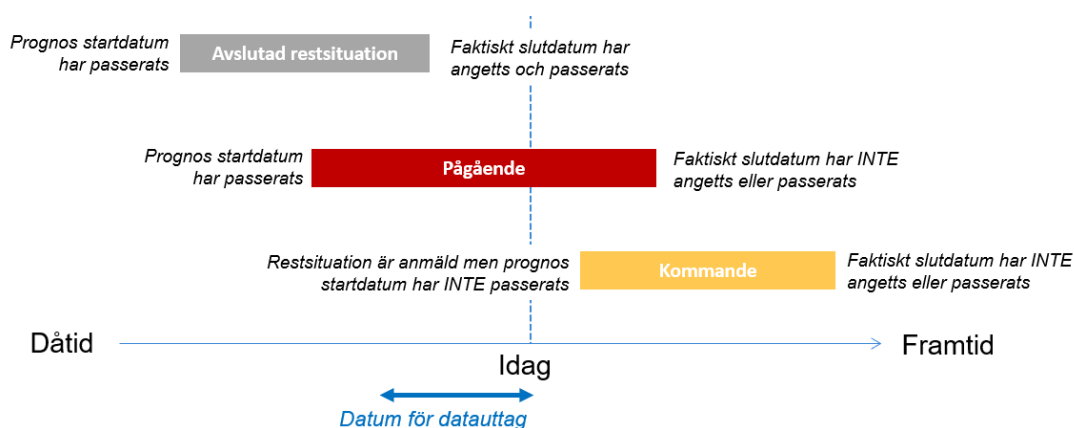 Prognos startdatum
har passerats
Avslutad restsituation
Faktiskt slutdatum har
angetts och passerats
Prognos startdatum
har passerats
Pågående
Faktiskt slutdatum har INTE
angetts eller passerats
Restsituation är anmäld men prognos
startdatum har INTE passerats
Kommande
Faktiskt slutdatum har INTE
angetts eller passerats
Dåtid
Framtid
Idag
Datum för datauttag